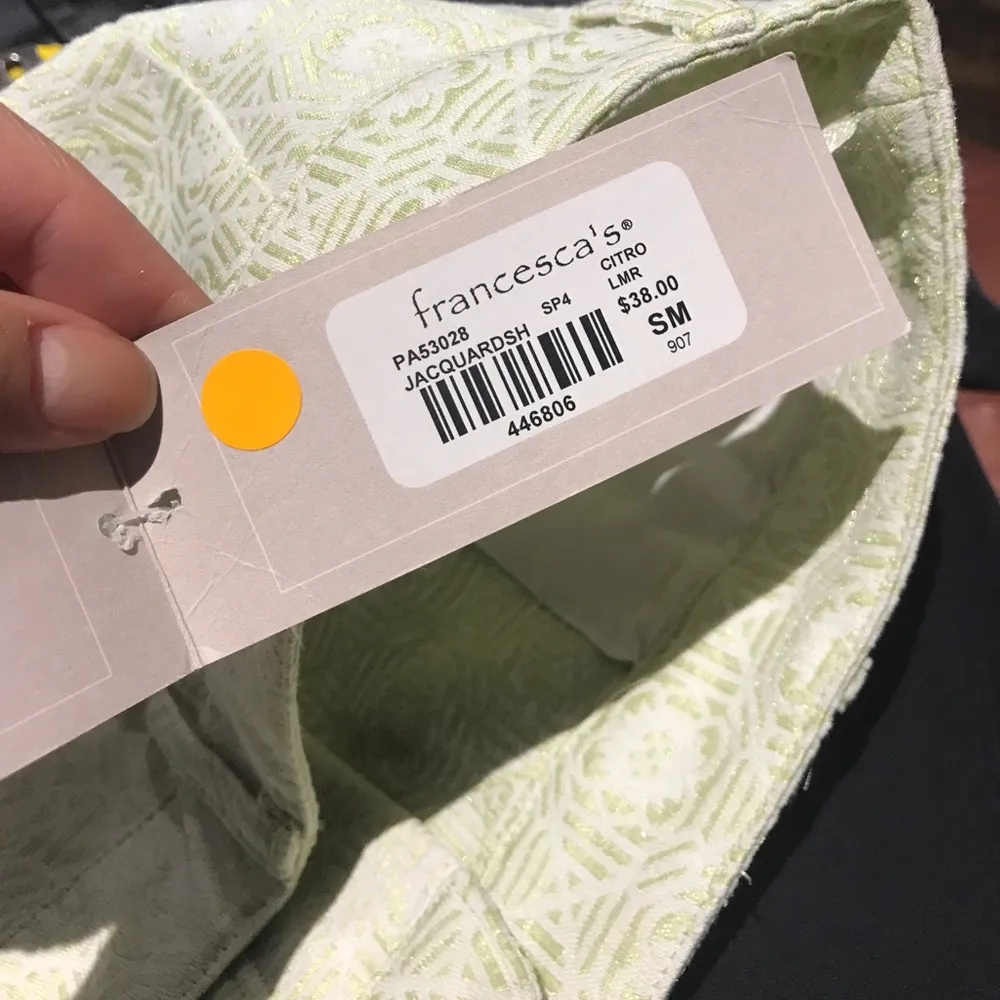 francesca's®
PA53028 SP4 CITRO
JACQUARDSH LMR
$38.00
SM
907
446806